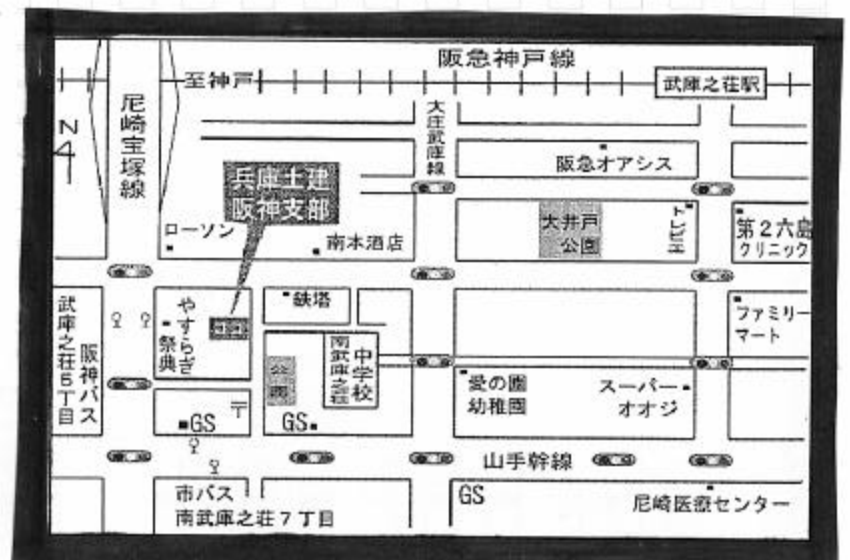 阪急神戸線
至神戸
武庫之荘駅
尼崎宝塚線
大庄武庫線
N
阪急オアシス
兵庫土建
阪神支部
ローソン
南本酒店
大井戸
公園
第2六島
クリニック
武庫之荘5丁目
阪神バス
やすらぎ
祭典
鉄塔
公園
南武庫之荘
中学校
ファミリー
マート
愛の園
幼稚園
スーパー
オオジ
GS
〒
GS
山手幹線
市バス
南武庫之荘7丁目
GS
尼崎医療センター